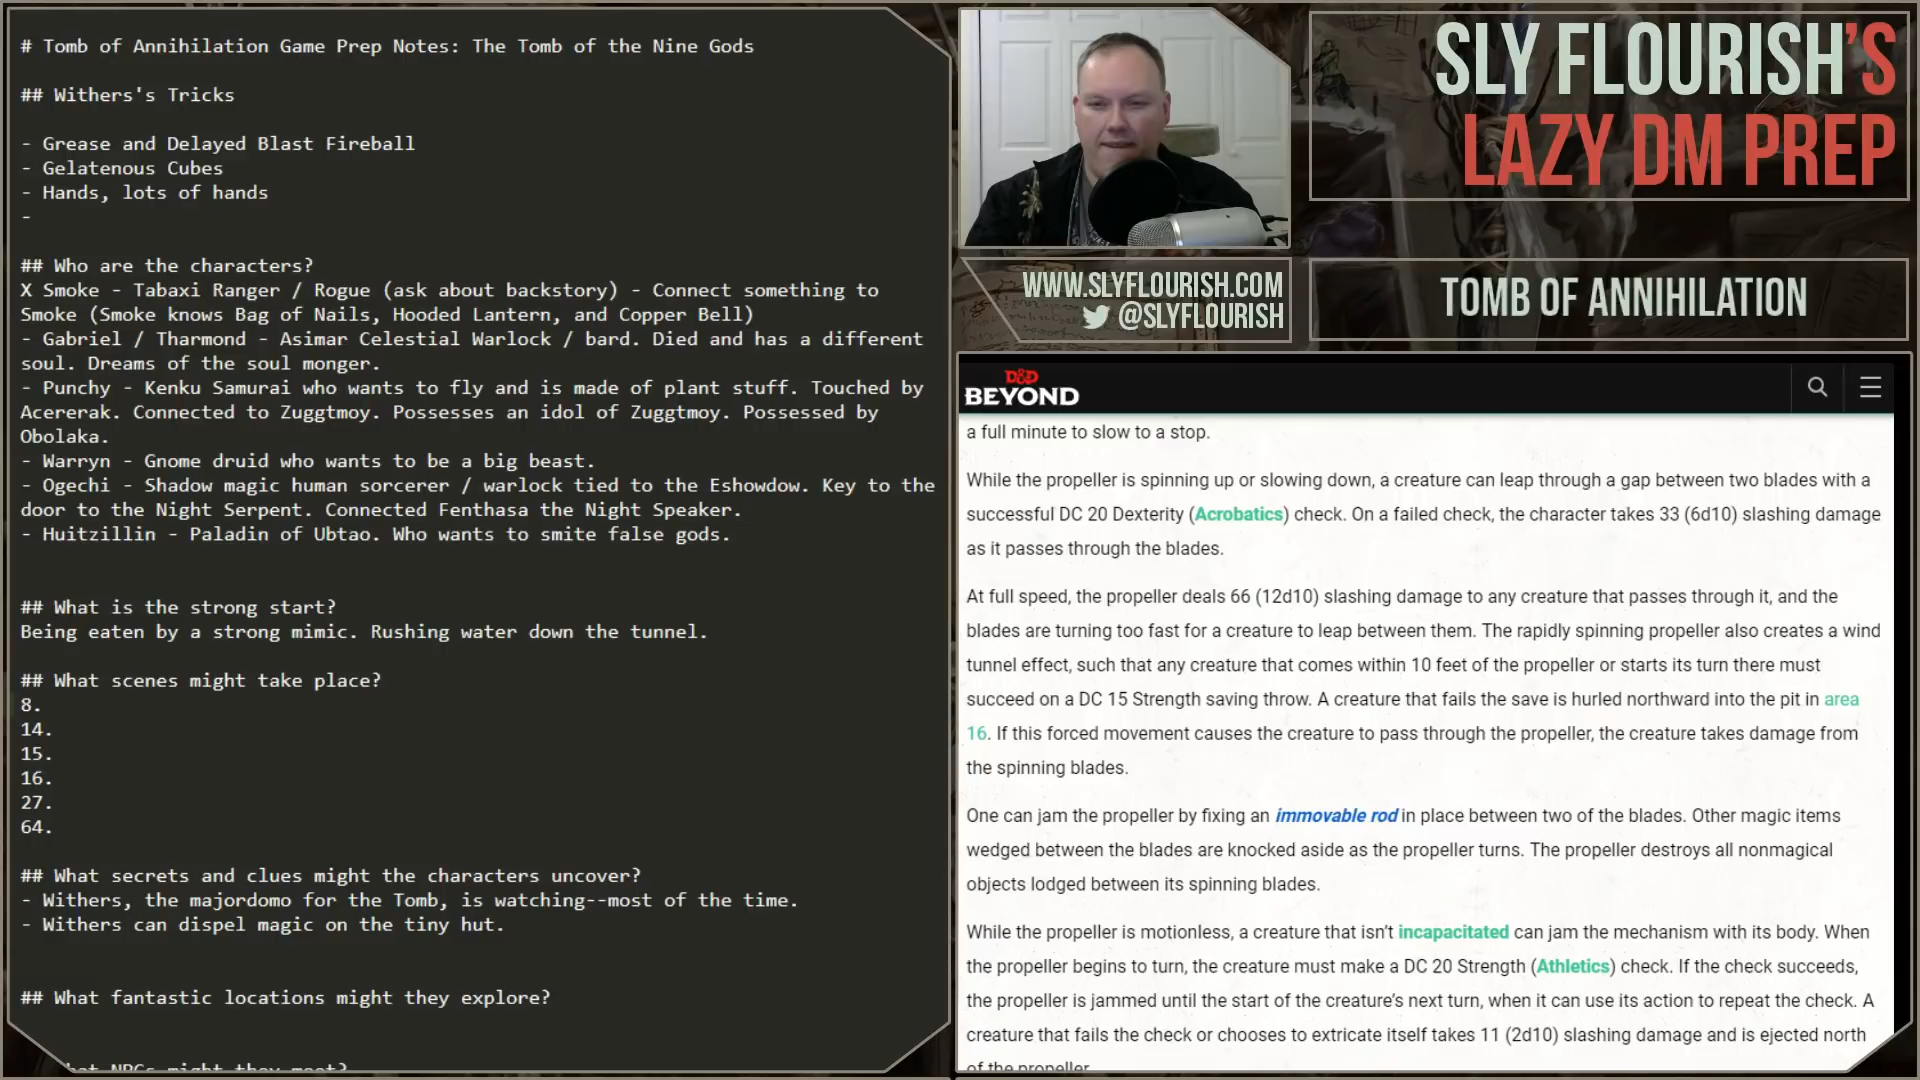 # Tomb of Annihilation Game Prep Notes: The Tomb of the Nine Gods
## Withers's Tricks
- Grease and Delayed Blast Fireball
- Gelatenous Cubes
- Hands, lots of hands
-
## Who are the characters?
X Smoke - Tabaxi Ranger / Rogue (ask about backstory) - Connect something to
Smoke (Smoke knows Bag of Nails, Hooded Lantern, and Copper Bell)
- Gabriel / Tharmond - Asimar Celestial Warlock / bard. Died and has a different
soul. Dreams of the soul monger.
- Punchy - Kenku Samurai who wants to fly and is made of plant stuff. Touched by
Acererak. Connected to Zuggtmoy. Possesses an idol of Zuggtmoy. Possessed by
Obolaka.
- Warryn - Gnome druid who wants to be a big beast.
- Ogechi - Shadow magic human sorcerer / warlock tied to the Eshowdow. Key to the
door to the Night Serpent. Connected Fenthasa the Night Speaker.
- Huitzillin - Paladin of Ubtao. Who wants to smite false gods.
## What is the strong start?
Being eaten by a strong mimic. Rushing water down the tunnel.
## What scenes might take place?
8.
14.
15.
16.
27.
64.
## What secrets and clues might the characters uncover?
- Withers, the majordomo for the Tomb, is watching--most of the time.
- Withers can dispel magic on the tiny hut.
## What fantastic locations might they explore?
NPCs might they meet?
SLY FLOURISH'S
LAZY DM PREP
WWW.SLYFLOURISH.COM
@SLYFLOURISH
TOMB OF ANNIHILATION
D&D
BEYOND
a full minute to slow to a stop.
While the propeller is spinning up or slowing down, a creature can leap through a gap between two blades with a
successful DC 20 Dexterity (Acrobatics) check. On a failed check, the character takes 33 (6d10) slashing damage
as it passes through the blades.
At full speed, the propeller deals 66 (12d10) slashing damage to any creature that passes through it, and the
blades are turning too fast for a creature to leap between them. The rapidly spinning propeller also creates a wind
tunnel effect, such that any creature that comes within 10 feet of the propeller or starts its turn there must
succeed on a DC 15 Strength saving throw. A creature that fails the save is hurled northward into the pit in area
16. If this forced movement causes the creature to pass through the propeller, the creature takes damage from
the spinning blades.
One can jam the propeller by fixing an immovable rod in place between two of the blades. Other magic items
wedged between the blades are knocked aside as the propeller turns. The propeller destroys all nonmagical
objects lodged between its spinning blades.
While the propeller is motionless, a creature that isn't incapacitated can jam the mechanism with its body. When
the propeller begins to turn, the creature must make a DC 20 Strength (Athletics) check. If the check succeeds,
the propeller is jammed until the start of the creature's next turn, when it can use its action to repeat the check. A
creature that fails the check or chooses to extricate itself takes 11 (2d10) slashing damage and is ejected north
of the propeller